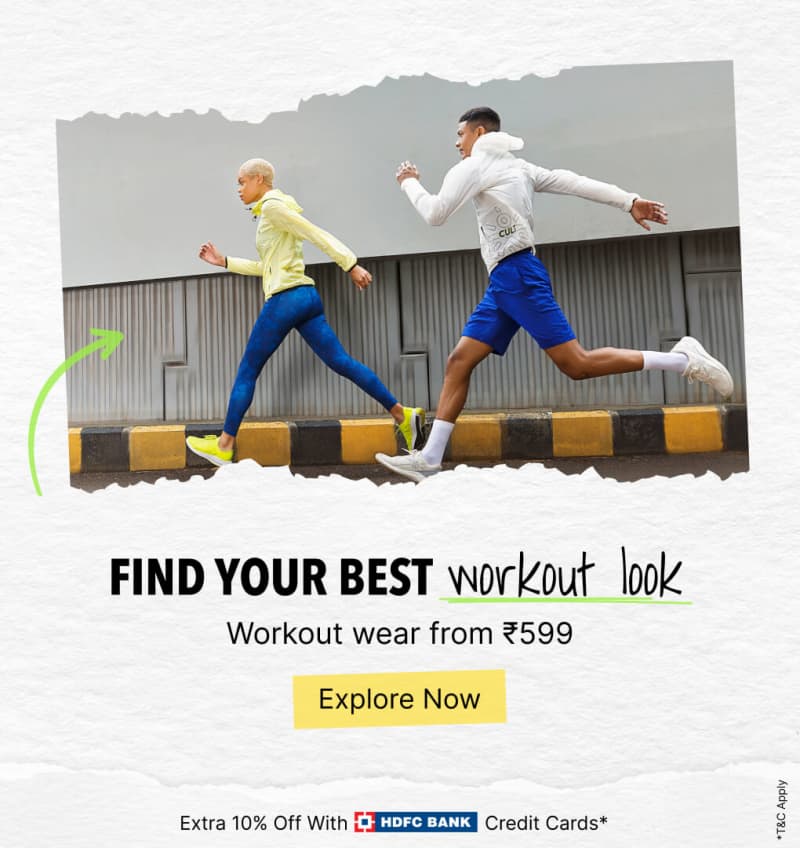 CULT
FIND YOUR BEST workout look
Workout wear from ₹599
Explore Now
Extra 10% Off With HDFC BANK Credit Cards*
*T&C Apply